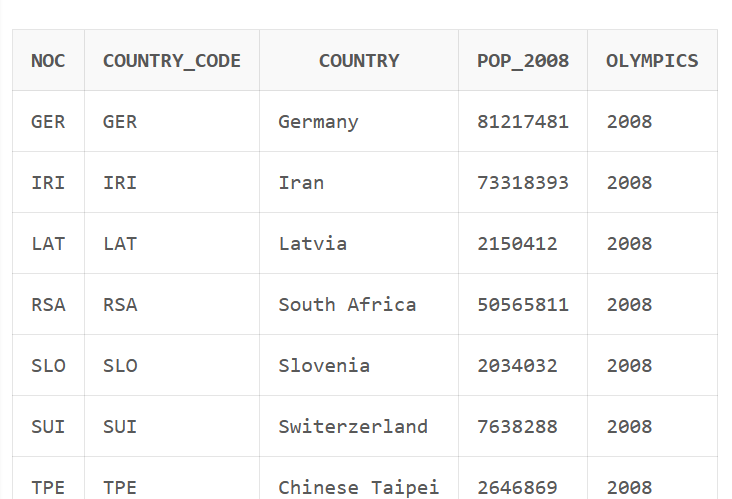 NOC COUNTRY_CODE COUNTRY POP_2008 OLYMPICS
GER GER Germany 81217481 2008
IRI IRI Iran 73318393 2008
LAT LAT Latvia 2150412 2008
RSA RSA South Africa 50565811 2008
SLO SLO Slovenia 2034032 2008
SUI SUI Switerzerland 7638288 2008
TPE TPE Chinese Taipei 2646869 2008